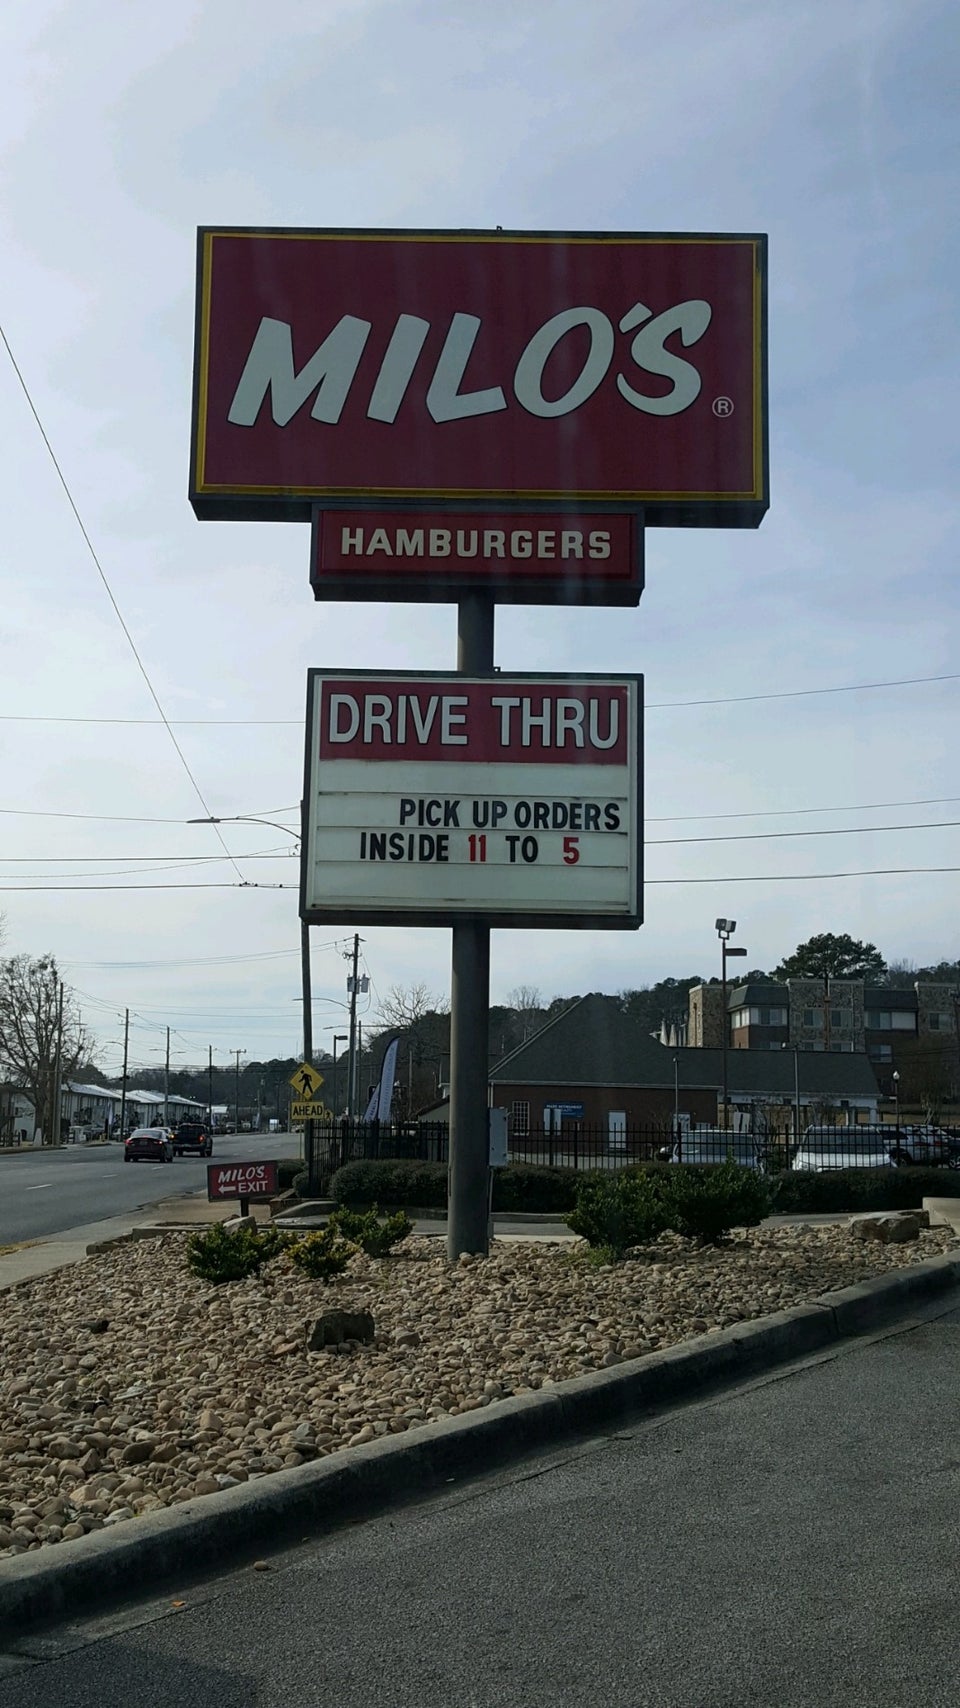 MILO'S ®
HAMBURGERS
DRIVE THRU
PICK UP ORDERS
INSIDE 11 TO 5
AHEAD
MILO'S
←EXIT